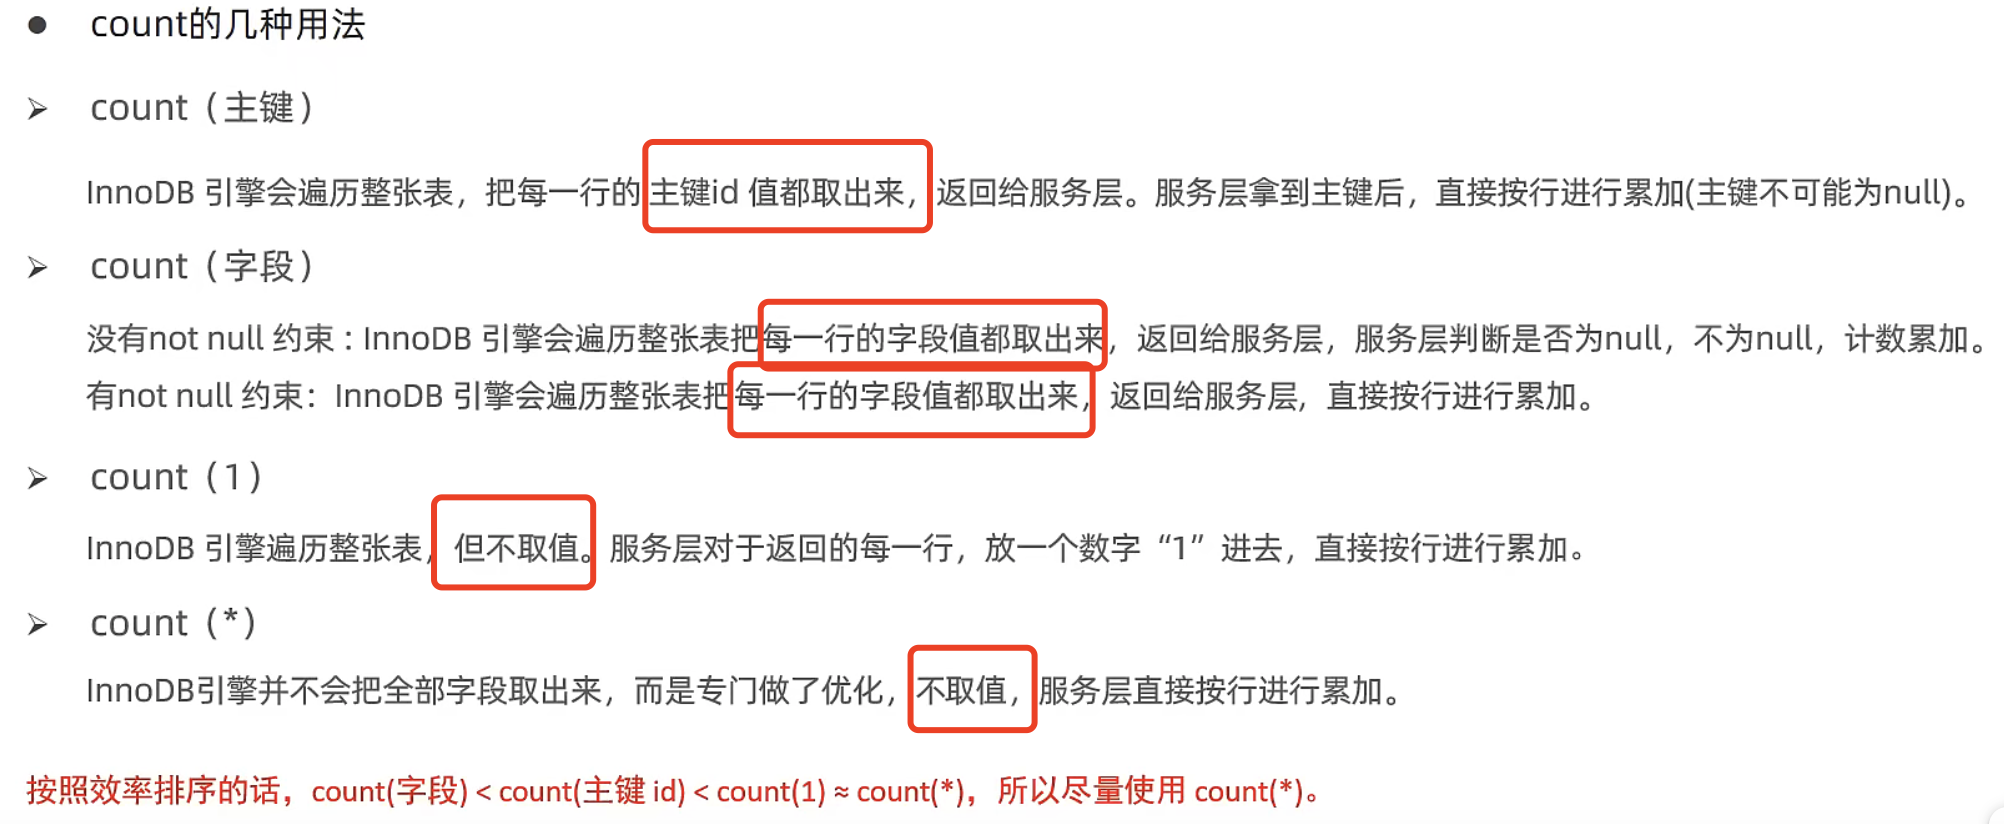 ● count的几种用法
➢ count（主键）
InnoDB 引擎会遍历整张表，把每一行的 主键id 值都取出来，返回给服务层。服务层拿到主键后，直接按行进行累加(主键不可能为null)。
➢ count（字段）
没有not null 约束 : InnoDB 引擎会遍历整张表把每一行的字段值都取出来，返回给服务层，服务层判断是否为null，不为null，计数累加。
有not null 约束：InnoDB 引擎会遍历整张表把每一行的字段值都取出来，返回给服务层，直接按行进行累加。
➢ count（1）
InnoDB 引擎遍历整张表，但不取值。服务层对于返回的每一行，放一个数字“1”进去，直接按行进行累加。
➢ count（*）
InnoDB引擎并不会把全部字段取出来，而是专门做了优化，不取值，服务层直接按行进行累加。
按照效率排序的话，count(字段) < count(主键 id) < count(1) ≈ count(*)，所以尽量使用 count(*)。